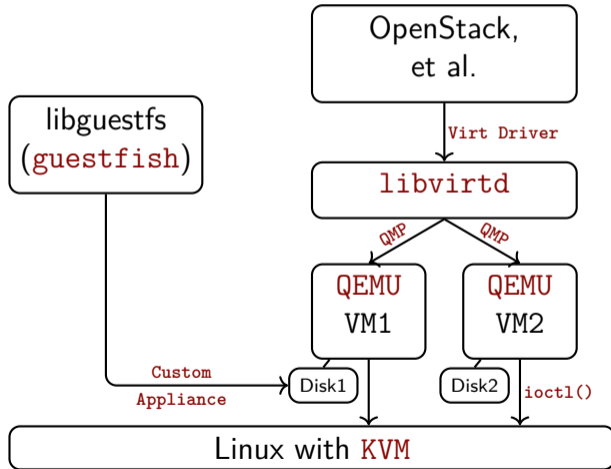 OpenStack,
et al.
Virt Driver
libguestfs
(guestfish)
libvirtd
QMP
QMP
QEMU
VM1
QEMU
VM2
Custom
Appliance
Disk1
Disk2
ioctl()
Linux with KVM